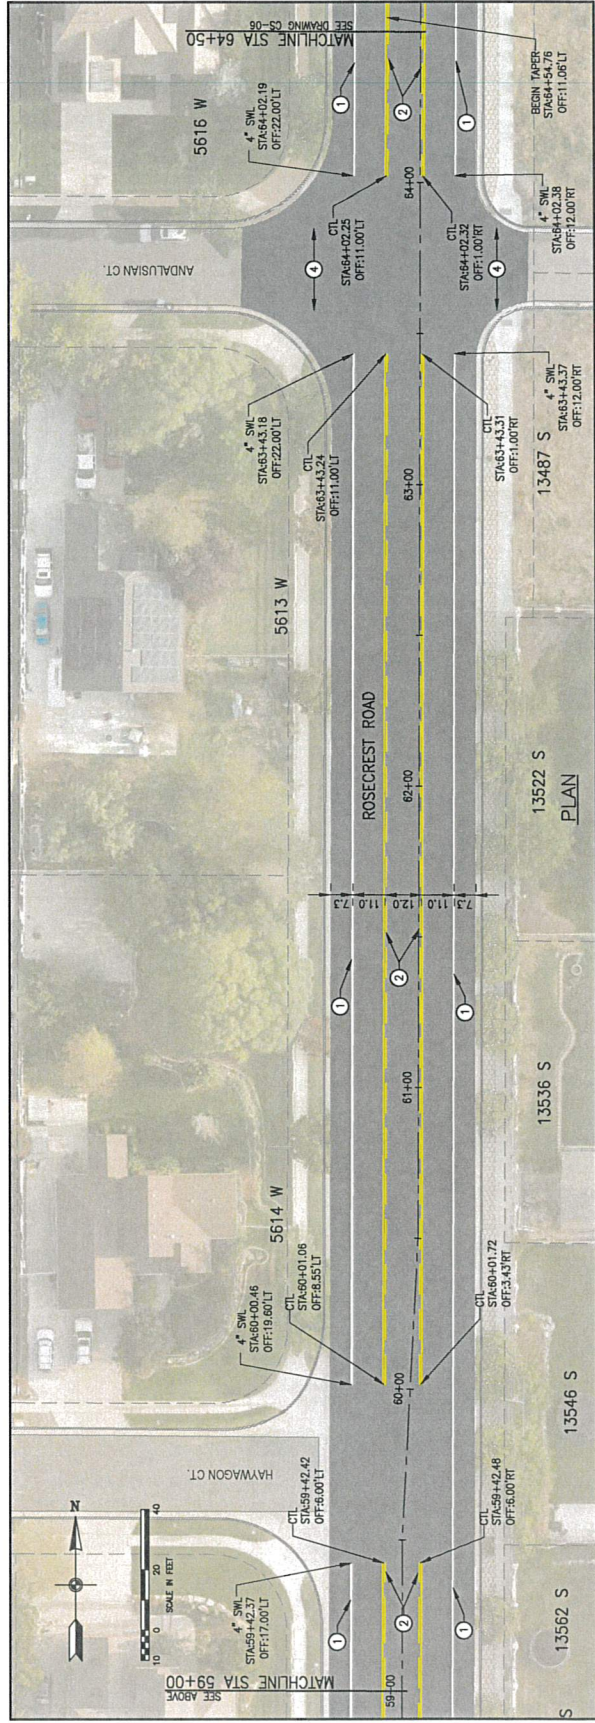 MATCHLINE STA 59+00
SEE ABOVE
N
10
0
20
40
SCALE IN FEET
HAYWAGON CT.
4" SWL
STA:59+42.37
OFF:17.00'LT
CTL
STA:59+42.42
OFF:6.00'LT
1
2
59+00
CTL
STA:59+42.48
OFF:6.00'RT
1
13562 S
S
4" SWL
STA:60+00.46
OFF:19.60'LT
CTL
STA:60+01.06
OFF:8.55'LT
5614 W
60+00
CTL
STA:60+01.72
OFF:3.43'RT
13546 S
61+00
13536 S
1
2
1
7.3
11.0
12.0
11.0
7.3
ROSECREST ROAD
62+00
13522 S
PLAN
5613 W
63+00
4" SWL
STA:63+43.18
OFF:22.00'LT
CTL
STA:63+43.24
OFF:11.00'LT
CTL
STA:63+43.31
OFF:1.00'RT
4" SWL
STA:63+43.37
OFF:12.00'RT
13487 S
ANDALUSIAN CT.
4
4
5616 W
4" SWL
STA:64+02.19
OFF:22.00'LT
CTL
STA:64+02.25
OFF:11.00'LT
64+00
CTL
STA:64+02.32
OFF:1.00'RT
4" SWL
STA:64+02.38
OFF:12.00'RT
1
2
1
BEGIN TAPER
STA:64+54.76
OFF:11.06'LT
MATCHLINE STA 64+50
SEE DRAWING CS-06